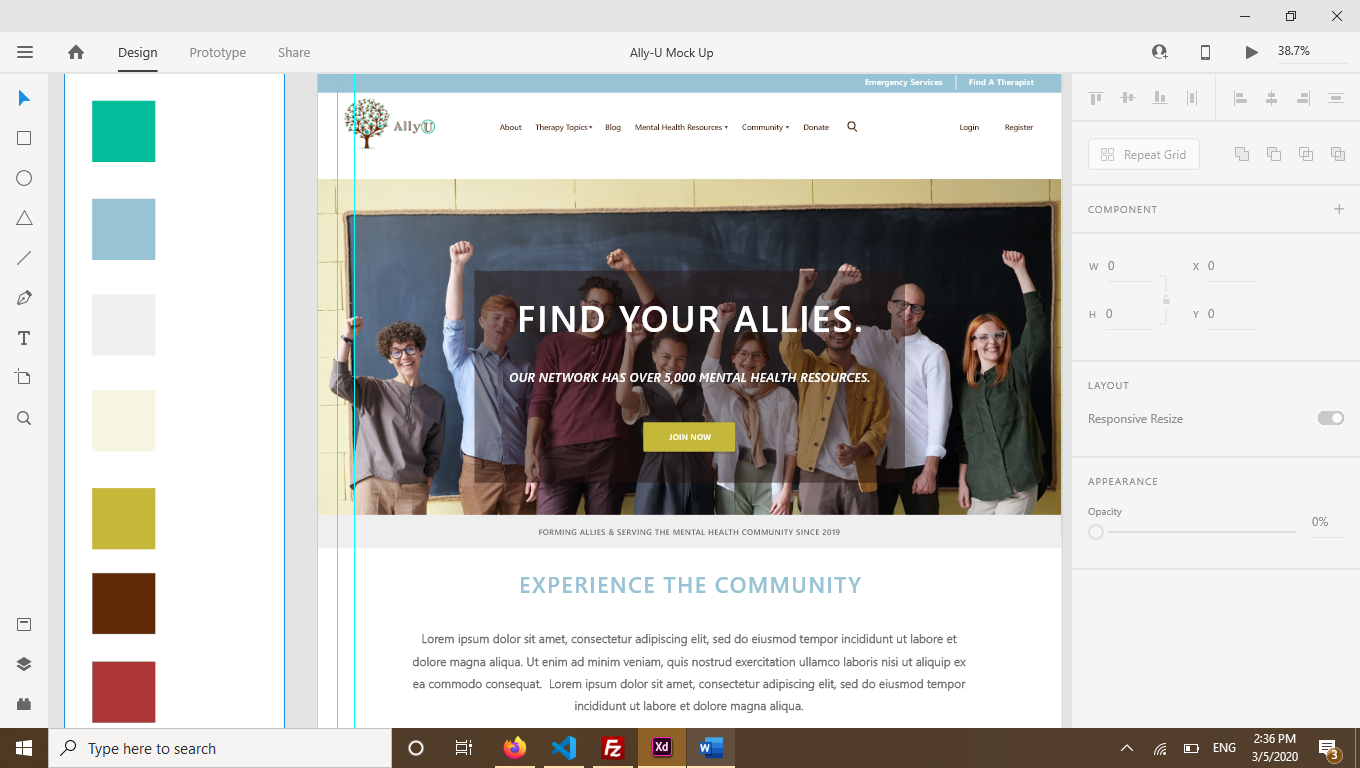 Design Prototype Share
Ally-U Mock Up
38.7%
Emergency Services Find A Therapist
AllyU
About Therapy Topics Blog Mental Health Resources Community Donate
Login Register
FIND YOUR ALLIES.
OUR NETWORK HAS OVER 5,000 MENTAL HEALTH RESOURCES.
JOIN NOW
FORMING ALLIES & SERVING THE MENTAL HEALTH COMMUNITY SINCE 2019
EXPERIENCE THE COMMUNITY
Lorem ipsum dolor sit amet, consectetur adipiscing elit, sed do eiusmod tempor incididunt ut labore et
dolore magna aliqua. Ut enim ad minim veniam, quis nostrud exercitation ullamco laboris nisi ut aliquip ex
ea commodo consequat. Lorem ipsum dolor sit amet, consectetur adipiscing elit, sed do eiusmod tempor
incididunt ut labore et dolore magna aliqua.
Repeat Grid
COMPONENT
W 0 X 0
H 0 Y 0
LAYOUT
Responsive Resize
APPEARANCE
Opacity
0%
Type here to search
Fz
Xd
W
ENG
2:36 PM
3/5/2020
3